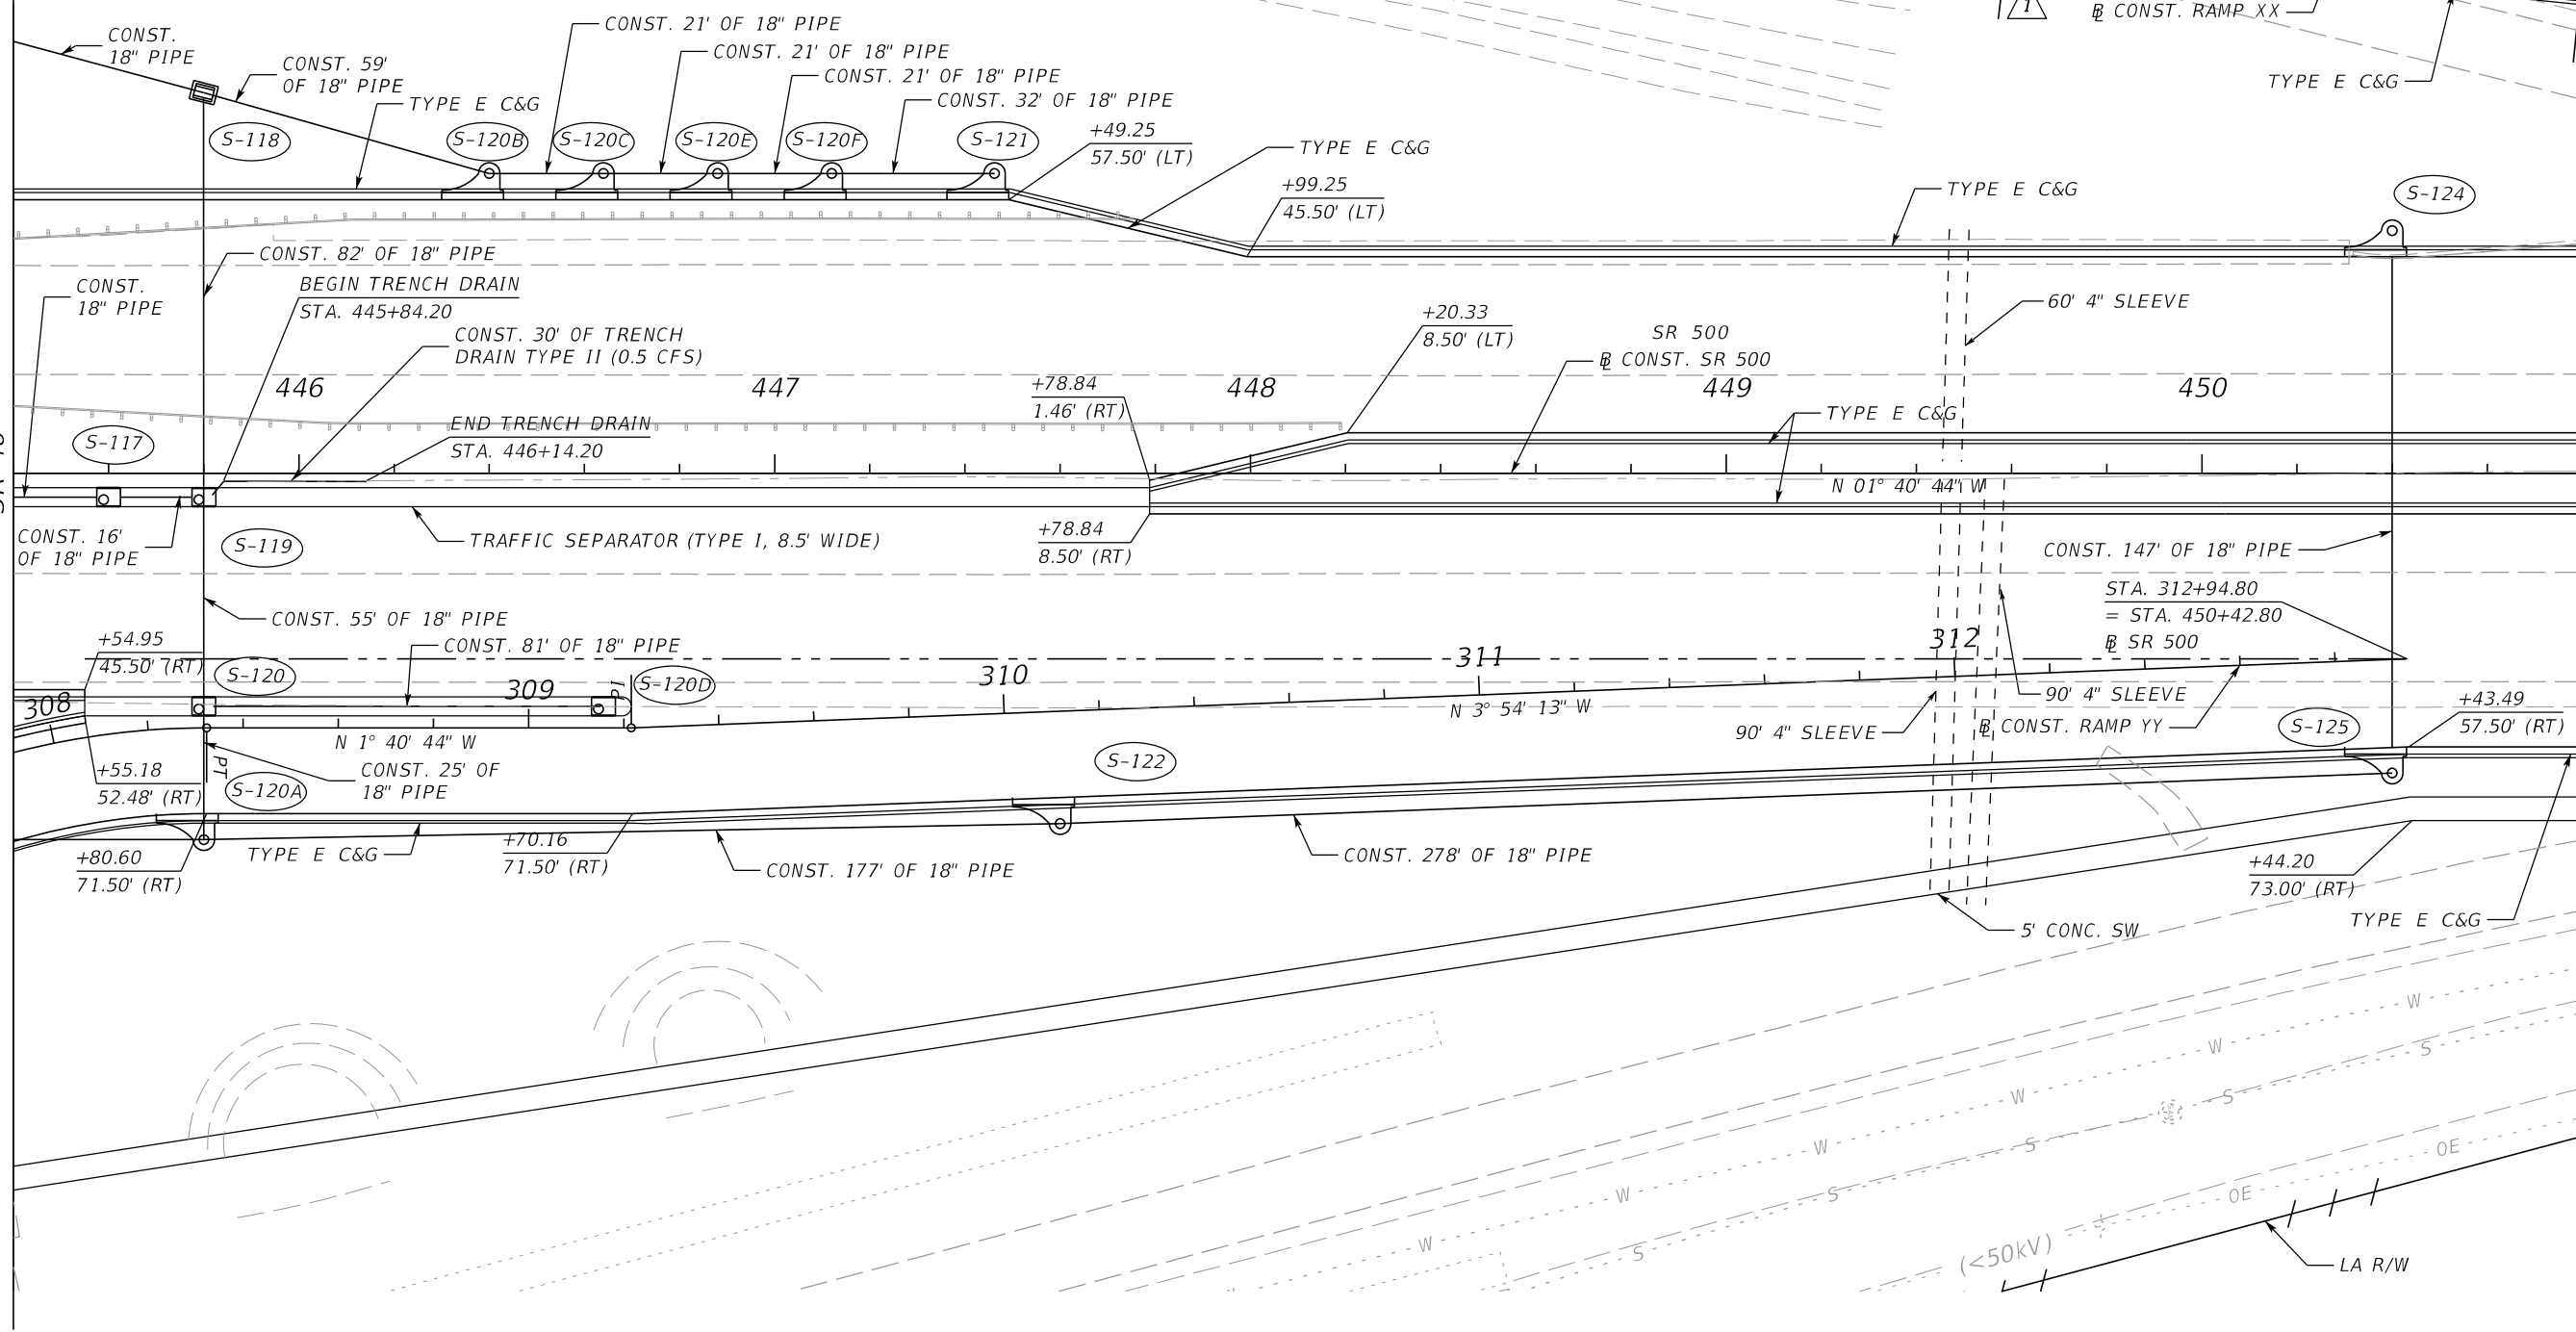 CONST. 21' OF 18" PIPE
CONST.
18" PIPE
CONST. 21' OF 18" PIPE
CONST. 59'
OF 18" PIPE
CONST. 21' OF 18" PIPE
TYPE E C&G
CONST. 32' OF 18" PIPE
1
B CONST. RAMP XX
TYPE E C&G
S-118
S-120B
S-120C
S-120E
S-120F
S-121
+49.25
57.50' (LT)
TYPE E C&G
+99.25
45.50' (LT)
TYPE E C&G
S-124
CONST. 82' OF 18" PIPE
CONST.
18" PIPE
BEGIN TRENCH DRAIN
STA. 445+84.20
CONST. 30' OF TRENCH
DRAIN TYPE II (0.5 CFS)
+20.33
8.50' (LT)
SR 500
B CONST. SR 500
60' 4" SLEEVE
446
447
448
449
450
+78.84
1.46' (RT)
TYPE E C&G
END TRENCH DRAIN
STA. 446+14.20
S-117
N 01° 40' 44" W
CONST. 16'
OF 18" PIPE
S-119
TRAFFIC SEPARATOR (TYPE I, 8.5' WIDE)
+78.84
8.50' (RT)
CONST. 147' OF 18" PIPE
STA. 312+94.80
= STA. 450+42.80
B SR 500
CONST. 55' OF 18" PIPE
+54.95
45.50' (RT)
CONST. 81' OF 18" PIPE
S-120
S-120D
PI
308
309
310
311
312
N 3° 54' 13" W
90' 4" SLEEVE
90' 4" SLEEVE
B CONST. RAMP YY
S-125
+43.49
57.50' (RT)
N 1° 40' 44" W
PT
+55.18
52.48' (RT)
CONST. 25' OF
18" PIPE
S-120A
S-122
+80.60
71.50' (RT)
TYPE E C&G
+70.16
71.50' (RT)
CONST. 177' OF 18" PIPE
CONST. 278' OF 18" PIPE
+44.20
73.00' (RT)
TYPE E C&G
5' CONC. SW
W
W
W
W
W
W
S
S
S
S
S
OE
OE
(<50kV)
LA R/W